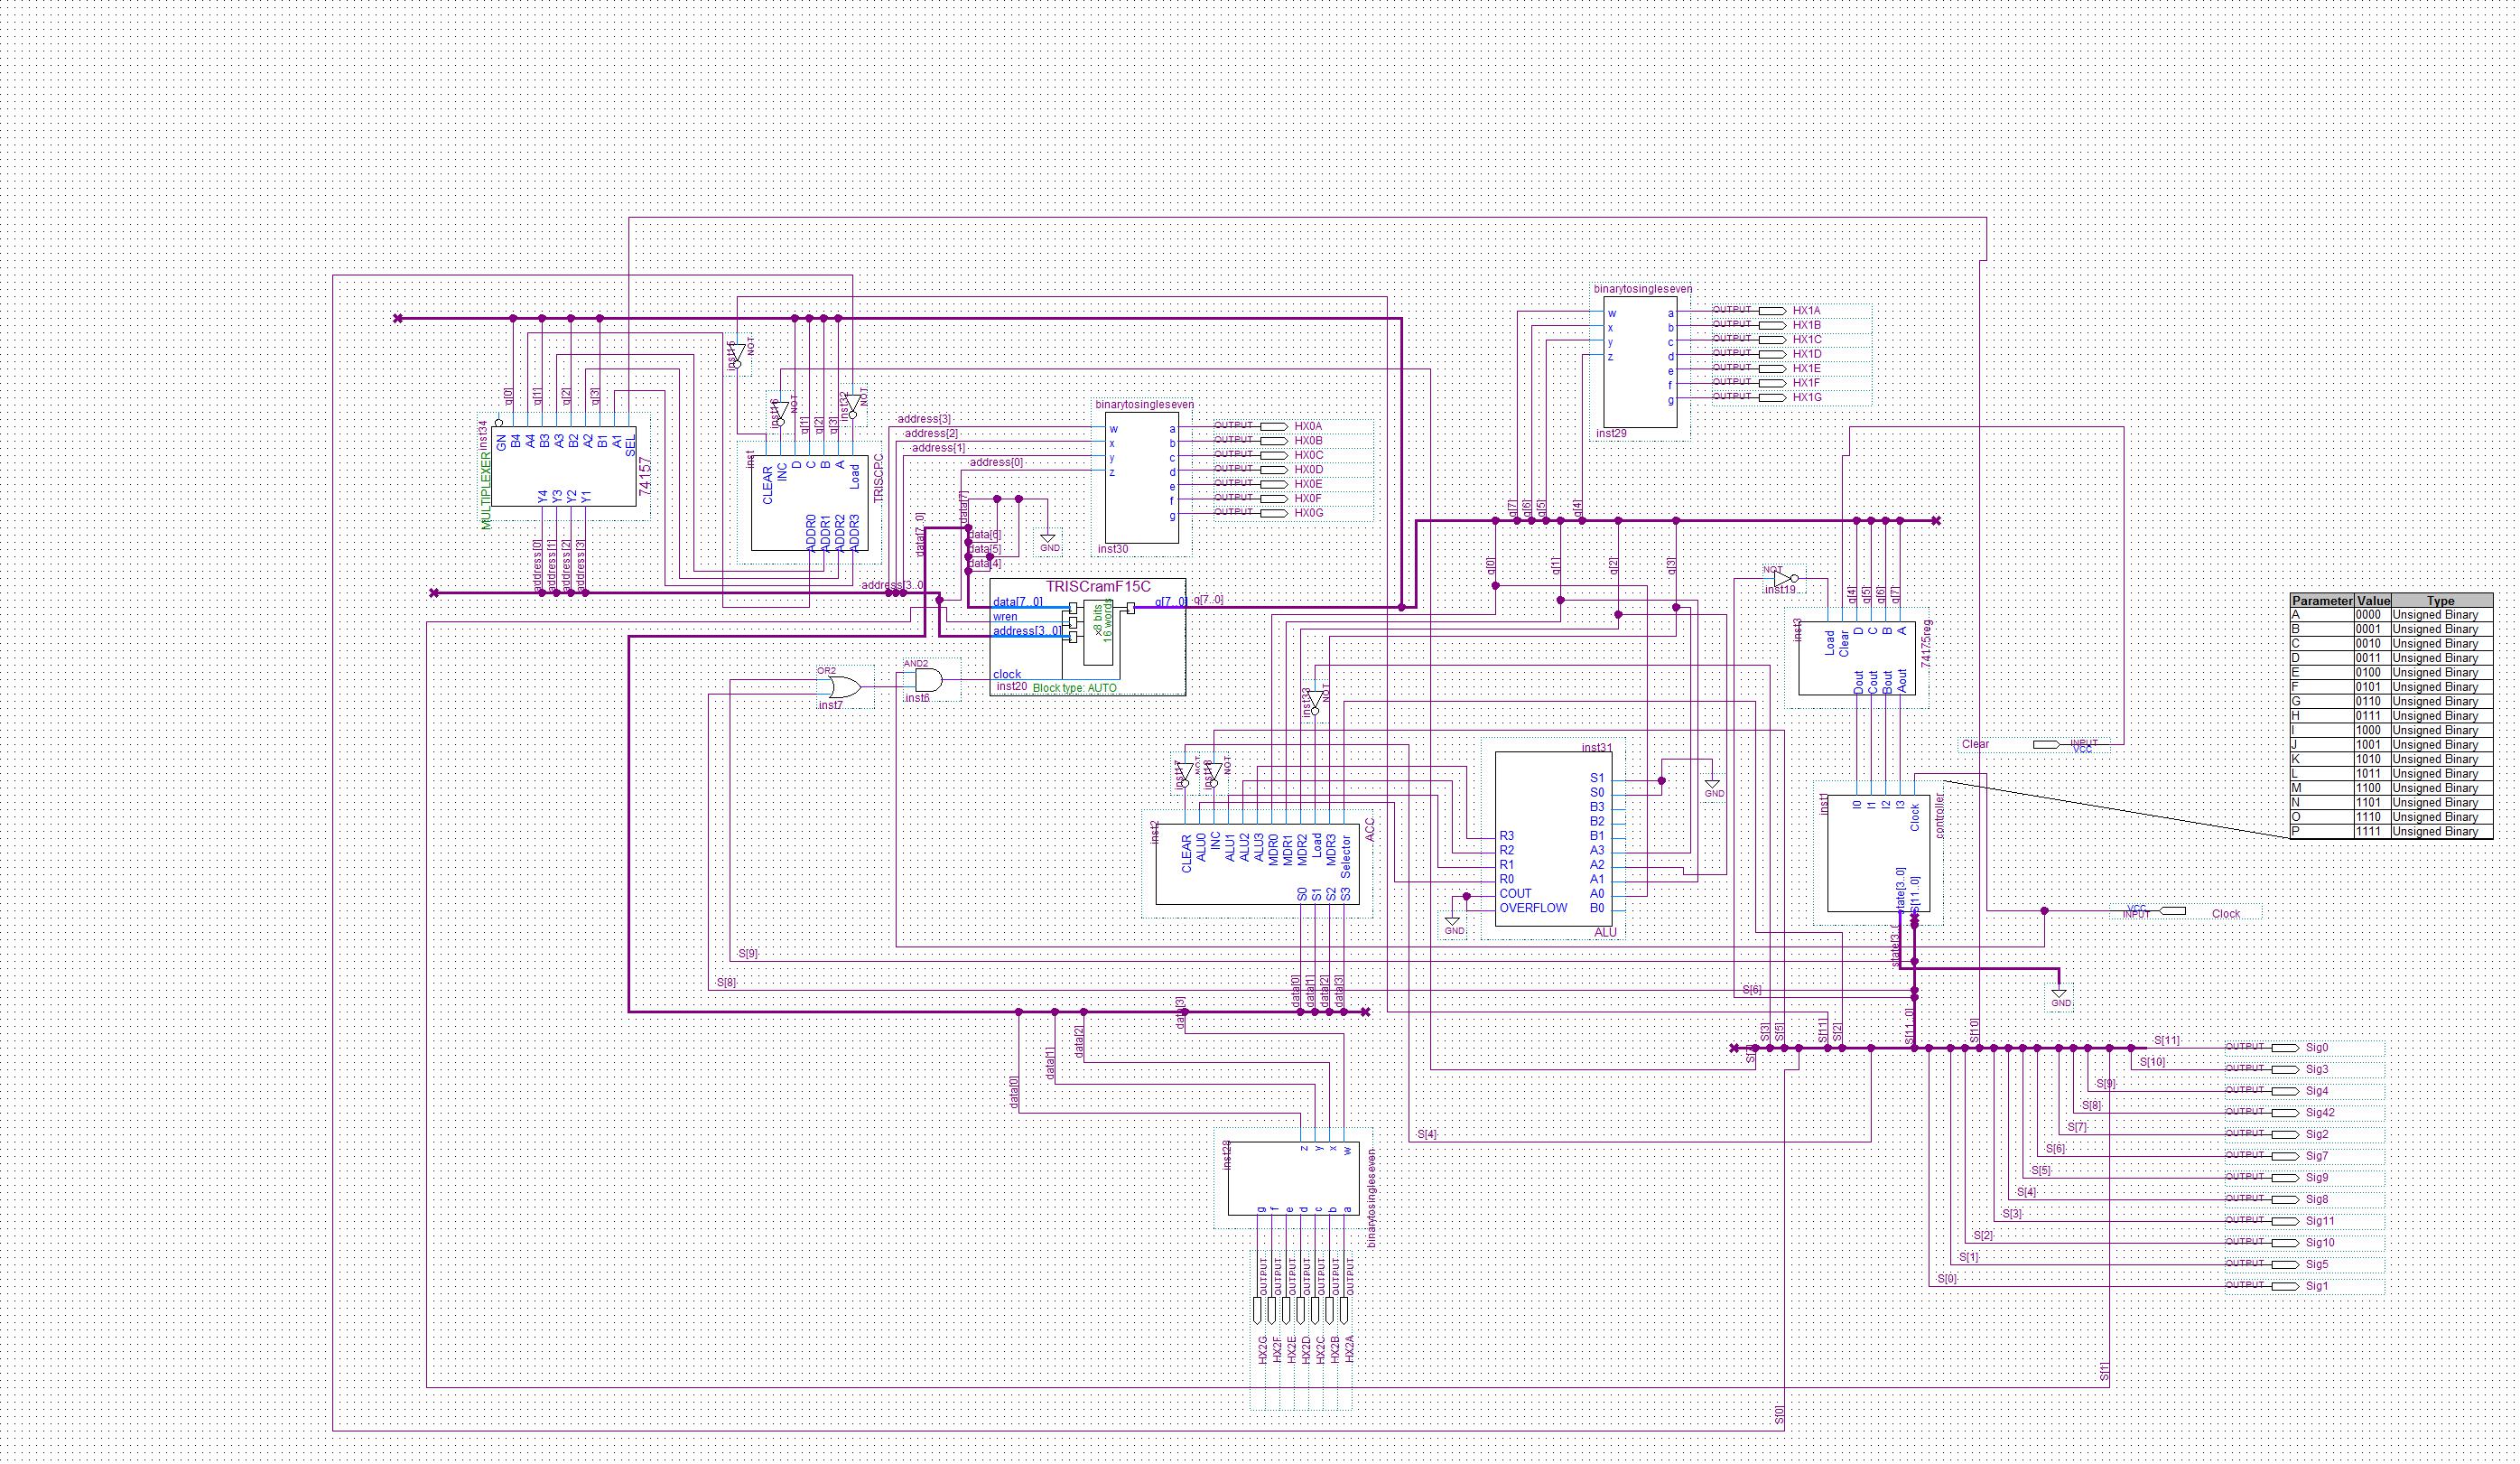 binarytosingleseven
w
x
y
z
a
b
c
d
e
f
g
inst29
OUTPUT HX1A
OUTPUT HX1B
OUTPUT HX1C
OUTPUT HX1D
OUTPUT HX1E
OUTPUT HX1F
OUTPUT HX1G
q[7]
q[6]
q[5]
q[4]
q[0]
q[1]
q[2]
q[3]
inst34
MULTIPLEXER
74157
GN
B4
A4
B3
A3
B2
A2
B1
A1
SEL
Y4
Y3
Y2
Y1
address[0]
address[1]
address[2]
address[3]
inst15
NOT
inst16
NOT
inst32
NOT
q[1]
q[2]
q[3]
inst
TRISCPC
CLEAR
INC
D
C
B
A
Load
ADDR0
ADDR1
ADDR2
ADDR3
address[3]
address[2]
address[1]
address[0]
binarytosingleseven
w
x
y
z
a
b
c
d
e
f
g
inst30
OUTPUT HX0A
OUTPUT HX0B
OUTPUT HX0C
OUTPUT HX0D
OUTPUT HX0E
OUTPUT HX0F
OUTPUT HX0G
data[7]
data[6]
data[5]
data[4]
data[7..0]
GND
address[3..0]
TRISCramF15C
data[7..0]
wren
address[3..0]
clock
q[7..0]
q[7..0]
8 bits
x
16 words
inst20
Block type: AUTO
OR2
inst7
AND2
inst6
q[0]
q[1]
q[2]
q[3]
NOT
inst19
q[4]
q[5]
q[6]
q[7]
inst3
74175reg
Load
Clear
D
C
B
A
Dout
Cout
Bout
Aout
Parameter Value Type
A 0000 Unsigned Binary
B 0001 Unsigned Binary
C 0010 Unsigned Binary
D 0011 Unsigned Binary
E 0100 Unsigned Binary
F 0101 Unsigned Binary
G 0110 Unsigned Binary
H 0111 Unsigned Binary
I 1000 Unsigned Binary
J 1001 Unsigned Binary
K 1010 Unsigned Binary
L 1011 Unsigned Binary
M 1100 Unsigned Binary
N 1101 Unsigned Binary
O 1110 Unsigned Binary
P 1111 Unsigned Binary
Clear
INPUT
VCC
inst33
NOT
inst17
NOT
NOT
inst2
ACC
CLEAR
ALU0
INC
ALU1
ALU2
ALU3
MDR0
MDR1
MDR2
Load
MDR3
Selector
S0
S1
S2
S3
inst31
S1
S0
B3
B2
B1
A3
A2
A1
A0
B0
R3
R2
R1
R0
COUT
OVERFLOW
ALU
GND
GND
inst1
controller
I0
I1
I2
I3
Clock
state[3..0]
S[11..0]
VCC
INPUT
Clock
GND
S[9]
S[8]
S[6]
data[0]
data[1]
data[2]
data[3]
data[0]
data[1]
data[2]
data[3]
S[3]
S[5]
S[11]
S[2]
S[11..0]
S[10]
S[4]
S[11]
OUTPUT Sig0
S[10]
OUTPUT Sig3
S[9]
OUTPUT Sig4
S[8]
OUTPUT Sig42
S[7]
OUTPUT Sig2
S[6]
OUTPUT Sig7
S[5]
OUTPUT Sig9
S[4]
OUTPUT Sig8
S[3]
OUTPUT Sig11
S[2]
OUTPUT Sig10
S[1]
OUTPUT Sig5
S[0]
OUTPUT Sig1
inst28
binarytosingleseven
z
y
x
w
g
f
e
d
c
b
a
OUTPUT
OUTPUT
OUTPUT
OUTPUT
OUTPUT
OUTPUT
OUTPUT
HX2G
HX2F
HX2E
HX2D
HX2C
HX2B
HX2A
S[1]
S[0]